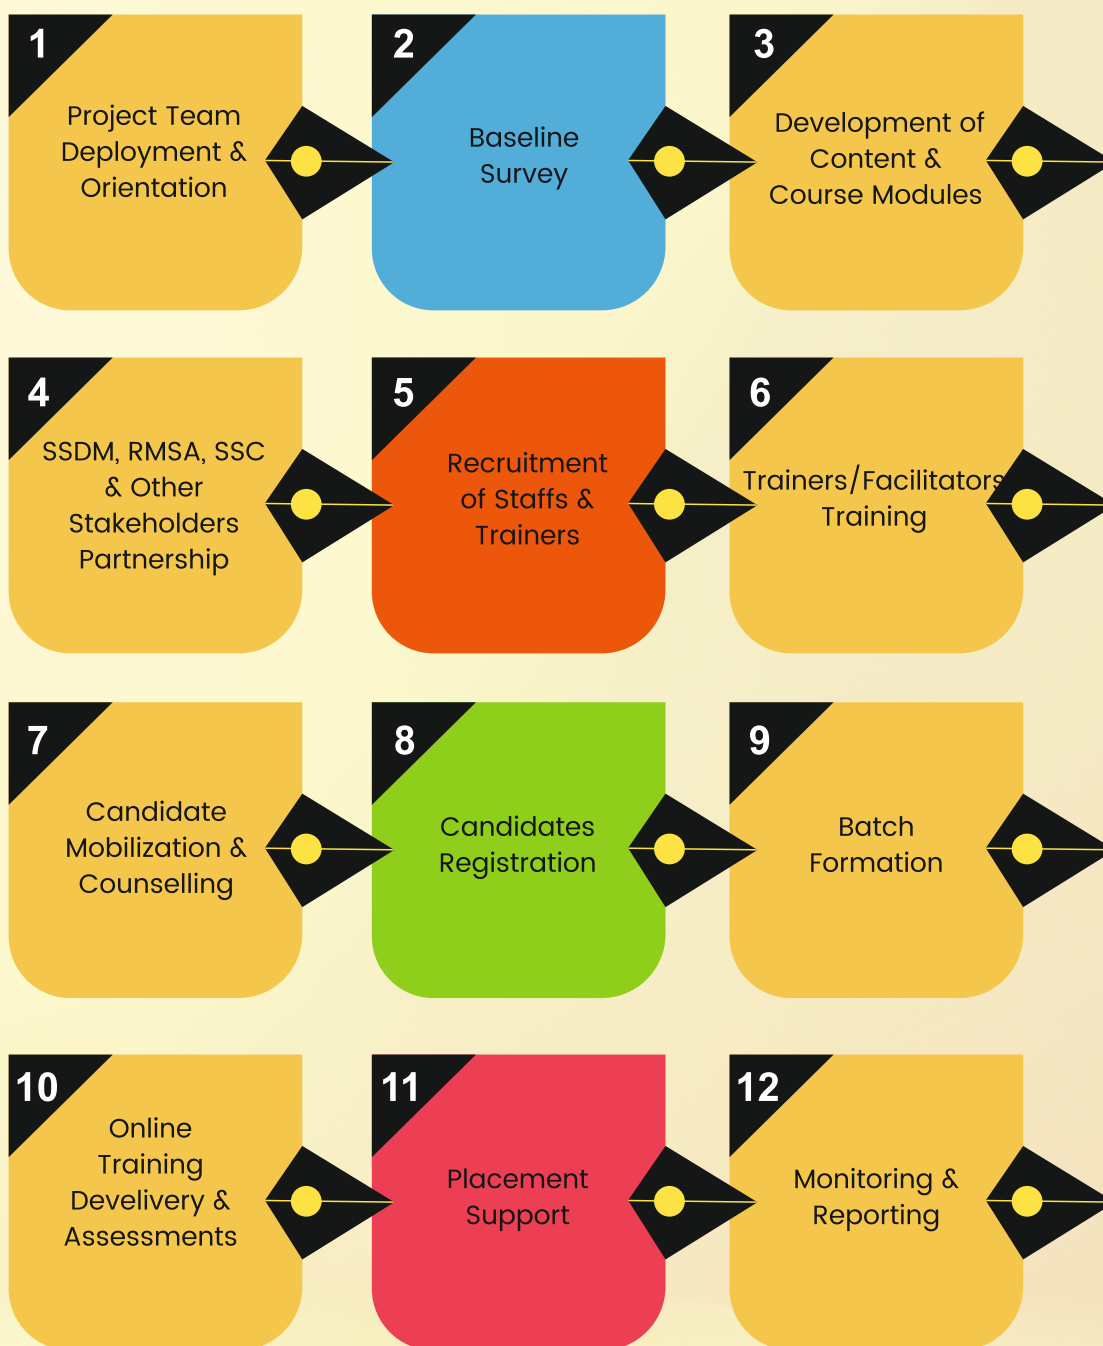 1
Project Team
Deployment &
Orientation
2
Baseline
Survey
3
Development of
Content &
Course Modules
4
SSDM, RMSA, SSC
& Other
Stakeholders
Partnership
5
Recruitment
of Staffs &
Trainers
6
Trainers/Facilitators
Training
7
Candidate
Mobilization &
Counselling
8
Candidates
Registration
9
Batch
Formation
10
Online
Training
Develivery &
Assessments
11
Placement
Support
12
Monitoring &
Reporting